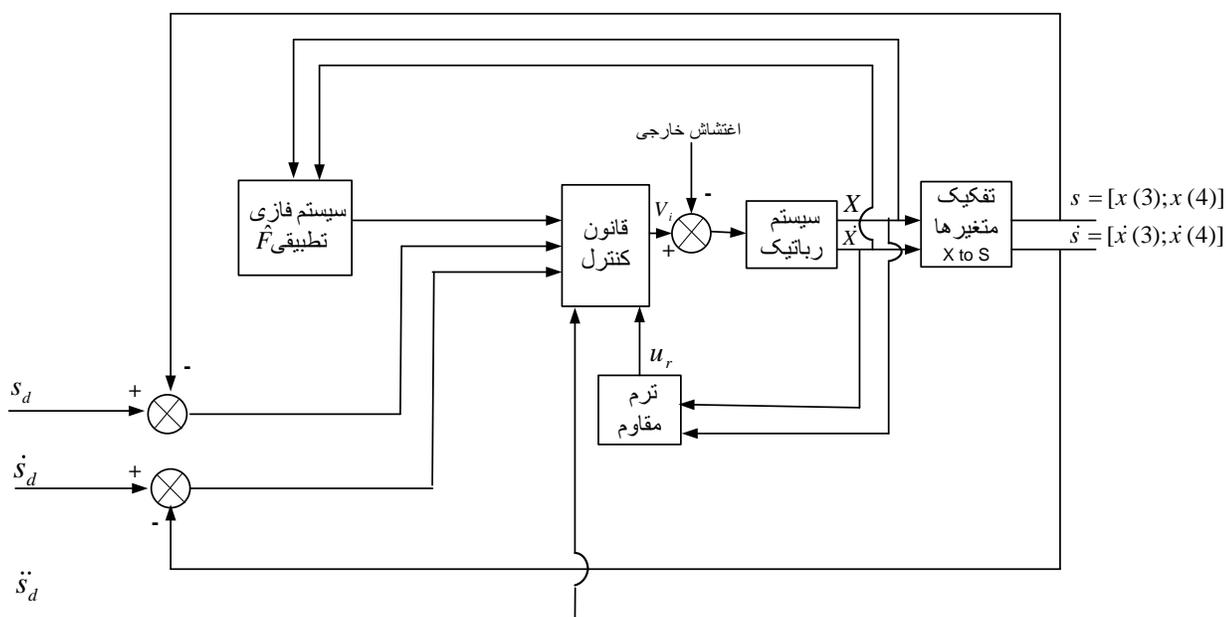 اغتشاش خارجی
-
سیستم فازی
تطبیقی F̂
قانون
کنترل
V_i
+
سیستم
رباتیک
X
Ẋ
تفکیک
متغیرها
X to S
s = [x (3); x (4)]
ṡ = [ẋ (3); ẋ (4)]
u_r
ترم
مقاوم
-
s_d
+
ṡ_d
+
-
s̈_d